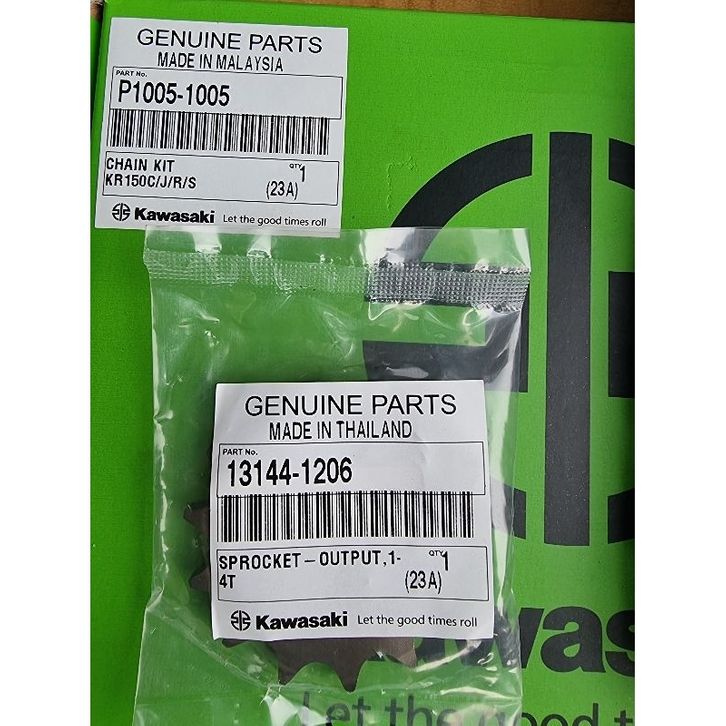 GENUINE PARTS
MADE IN MALAYSIA
PART No.
P1005-1005
CHAIN KIT
QTY 1
KR150C/J/R/S
(23A)
Kawasaki Let the good times roll
GENUINE PARTS
MADE IN THAILAND
PART No.
13144-1206
SPROCKET-OUTPUT,1-
QTY 1
4T
(23A)
Kawasaki Let the good times roll
was
Let the good t